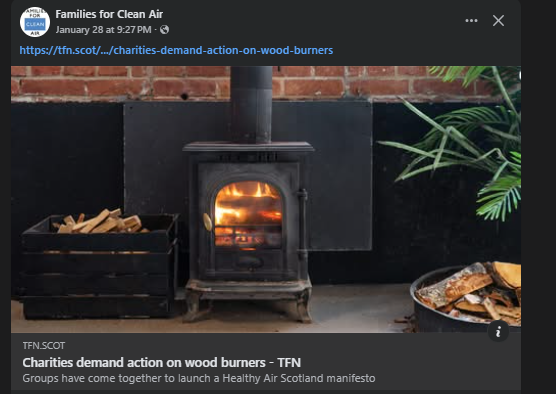 FAMILIES
FOR
CLEAN
AIR
Families for Clean Air
January 28 at 9:27 PM ·
https://tfn.scot/.../charities-demand-action-on-wood-burners
TFN.SCOT
Charities demand action on wood burners - TFN
Groups have come together to launch a Healthy Air Scotland manifesto